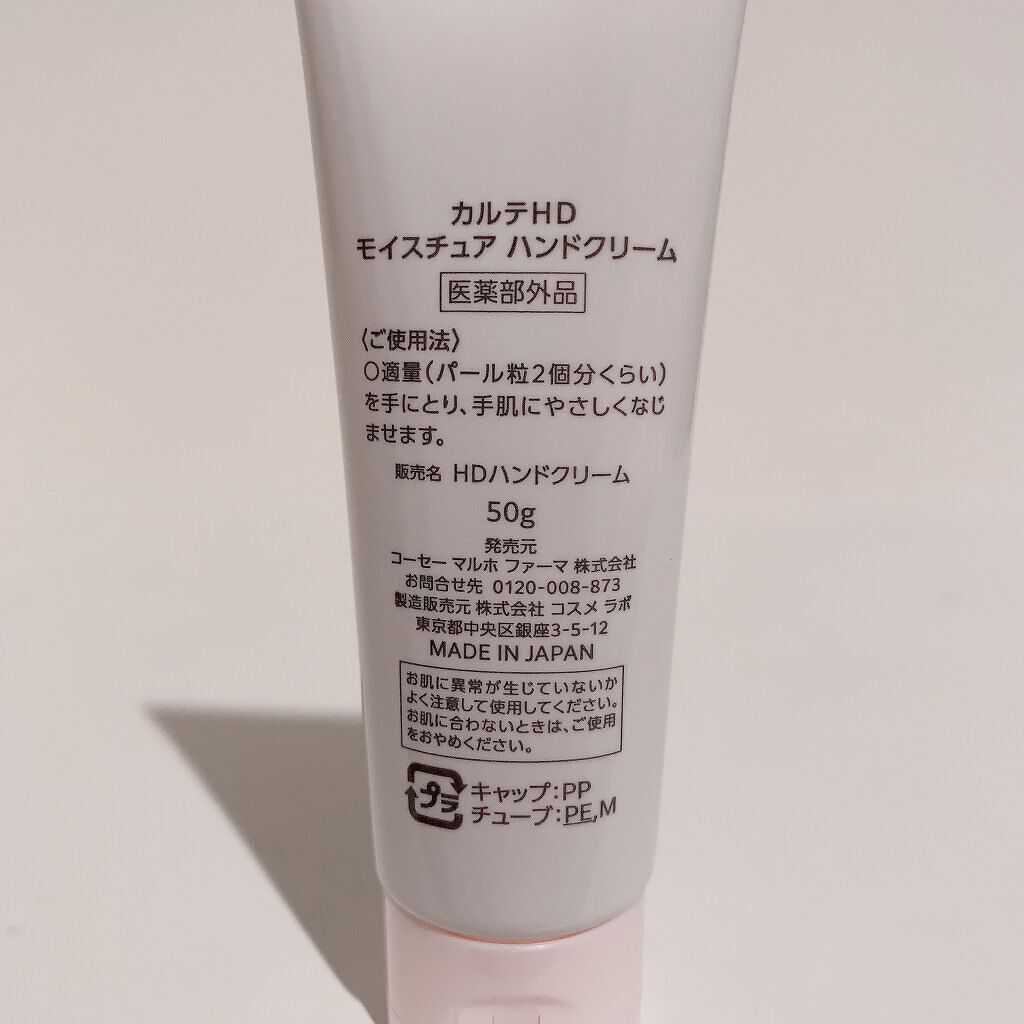 カルテHD
モイスチュア ハンドクリーム
医薬部外品
〈ご使用法〉
○適量(パール粒2個分くらい)
を手にとり、手肌にやさしくなじ
ませます。
販売名 HDハンドクリーム
50g
発売元
コーセー マルホ ファーマ 株式会社
お問合せ先 0120-008-873
製造販売元 株式会社 コスメ ラボ
東京都中央区銀座3-5-12
MADE IN JAPAN
お肌に異常が生じていないか
よく注意して使用してください。
お肌に合わないときは、ご使用
をおやめください。
プラ
キャップ:PP
チューブ:PE,M